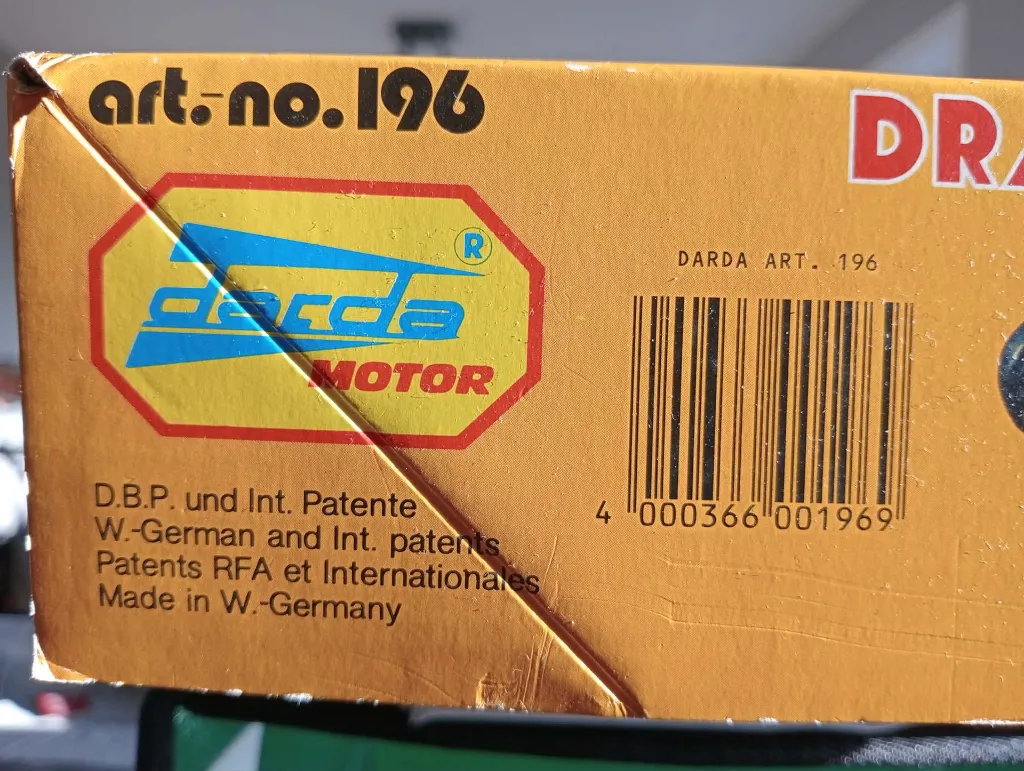 art.-no. 196
DRA
darda ®
MOTOR
DARDA ART. 196
4 000366 001969
D.B.P. und Int. Patente
W.-German and Int. patents
Patents RFA et Internationales
Made in W.-Germany